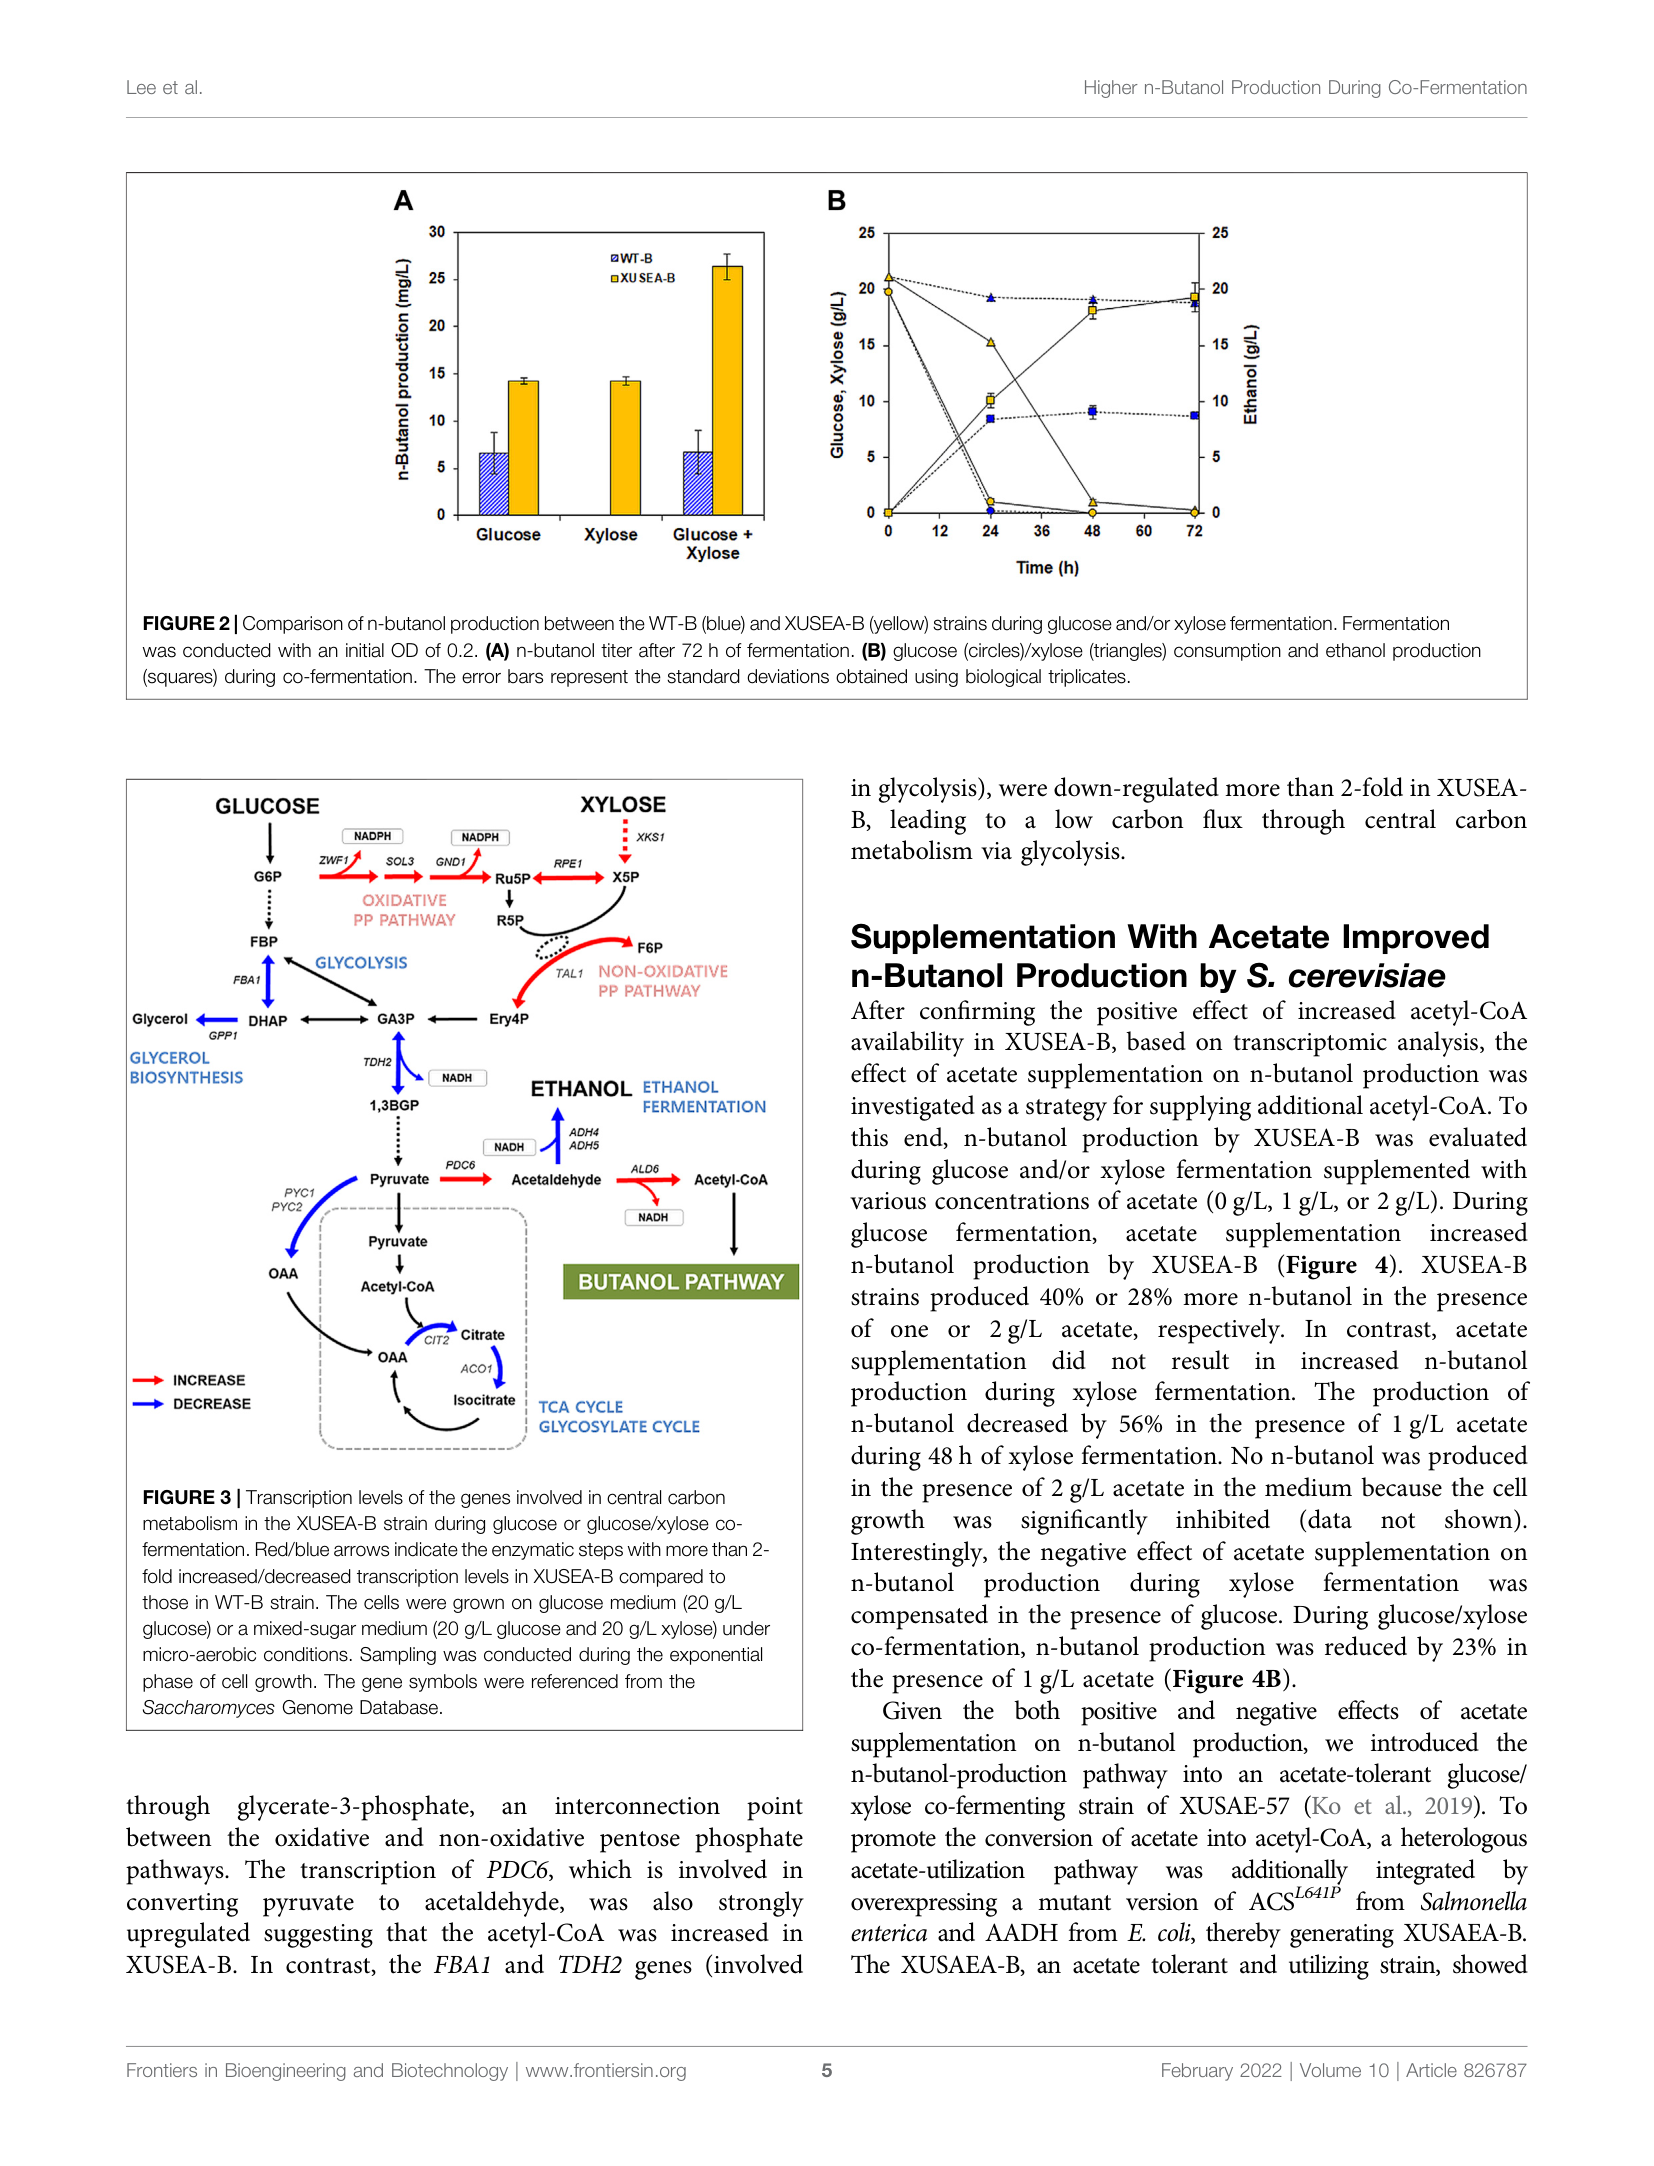 Lee et al.
Higher n-Butanol Production During Co-Fermentation
A
30
25
20
15
10
5
0
n-Butanol production (mg/L)
WT-B
XUSEA-B
Glucose
Xylose
Glucose +
Xylose
B
25
20
15
10
5
0
Glucose, Xylose (g/L)
25
20
15
10
5
0
Ethanol (g/L)
0 12 24 36 48 60 72
Time (h)
FIGURE 2 | Comparison of n-butanol production between the WT-B (blue) and XUSEA-B (yellow) strains during glucose and/or xylose fermentation. Fermentation
was conducted with an initial OD of 0.2. (A) n-butanol titer after 72 h of fermentation. (B) glucose (circles)/xylose (triangles) consumption and ethanol production
(squares) during co-fermentation. The error bars represent the standard deviations obtained using biological triplicates.
GLUCOSE
XYLOSE
NADPH
NADPH
XKS1
ZWF1
SOL3
GND1
RPE1
G6P
Ru5P
X5P
OXIDATIVE
PP PATHWAY
R5P
FBP
F6P
GLYCOLYSIS
TAL1
NON-OXIDATIVE
PP PATHWAY
FBA1
Glycerol
DHAP
GA3P
Ery4P
GPP1
GLYCEROL
BIOSYNTHESIS
TDH2
NADH
ETHANOL
ETHANOL
FERMENTATION
1,3BGP
NADH
ADH4
ADH5
PDC6
ALD6
Pyruvate
Acetaldehyde
Acetyl-CoA
PYC1
PYC2
NADH
Pyruvate
OAA
Acetyl-CoA
BUTANOL PATHWAY
CIT2
Citrate
OAA
ACO1
INCREASE
DECREASE
Isocitrate
TCA CYCLE
GLYCOSYLATE CYCLE
FIGURE 3 | Transcription levels of the genes involved in central carbon
metabolism in the XUSEA-B strain during glucose or glucose/xylose co-
fermentation. Red/blue arrows indicate the enzymatic steps with more than 2-
fold increased/decreased transcription levels in XUSEA-B compared to
those in WT-B strain. The cells were grown on glucose medium (20 g/L
glucose) or a mixed-sugar medium (20 g/L glucose and 20 g/L xylose) under
micro-aerobic conditions. Sampling was conducted during the exponential
phase of cell growth. The gene symbols were referenced from the
Saccharomyces Genome Database.
through glycerate-3-phosphate, an interconnection point
between the oxidative and non-oxidative pentose phosphate
pathways. The transcription of PDC6, which is involved in
converting pyruvate to acetaldehyde, was also strongly
upregulated suggesting that the acetyl-CoA was increased in
XUSEA-B. In contrast, the FBA1 and TDH2 genes (involved
in glycolysis), were down-regulated more than 2-fold in XUSEA-
B, leading to a low carbon flux through central carbon
metabolism via glycolysis.
Supplementation With Acetate Improved
n-Butanol Production by S. cerevisiae
After confirming the positive effect of increased acetyl-CoA
availability in XUSEA-B, based on transcriptomic analysis, the
effect of acetate supplementation on n-butanol production was
investigated as a strategy for supplying additional acetyl-CoA. To
this end, n-butanol production by XUSEA-B was evaluated
during glucose and/or xylose fermentation supplemented with
various concentrations of acetate (0 g/L, 1 g/L, or 2 g/L). During
glucose fermentation, acetate supplementation increased
n-butanol production by XUSEA-B (Figure 4). XUSEA-B
strains produced 40% or 28% more n-butanol in the presence
of one or 2 g/L acetate, respectively. In contrast, acetate
supplementation did not result in increased n-butanol
production during xylose fermentation. The production of
n-butanol decreased by 56% in the presence of 1 g/L acetate
during 48 h of xylose fermentation. No n-butanol was produced
in the presence of 2 g/L acetate in the medium because the cell
growth was significantly inhibited (data not shown).
Interestingly, the negative effect of acetate supplementation on
n-butanol production during xylose fermentation was
compensated in the presence of glucose. During glucose/xylose
co-fermentation, n-butanol production was reduced by 23% in
the presence of 1 g/L acetate (Figure 4B).
Given the both positive and negative effects of acetate
supplementation on n-butanol production, we introduced the
n-butanol-production pathway into an acetate-tolerant glucose/
xylose co-fermenting strain of XUSAE-57 (Ko et al., 2019). To
promote the conversion of acetate into acetyl-CoA, a heterologous
acetate-utilization pathway was additionally integrated by
overexpressing a mutant version of ACS^L641P from Salmonella
enterica and AADH from E. coli, thereby generating XUSAEA-B.
The XUSAEA-B, an acetate tolerant and utilizing strain, showed
Frontiers in Bioengineering and Biotechnology | www.frontiersin.org
5
February 2022 | Volume 10 | Article 826787